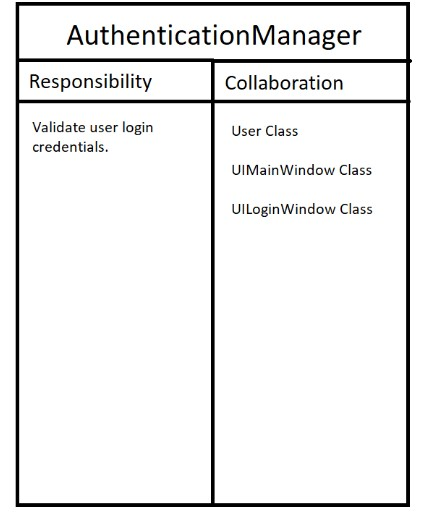 AuthenticationManager
Responsibility
Collaboration
Validate user login
credentials.
User Class
UIMainWindow Class
UILoginWindow Class